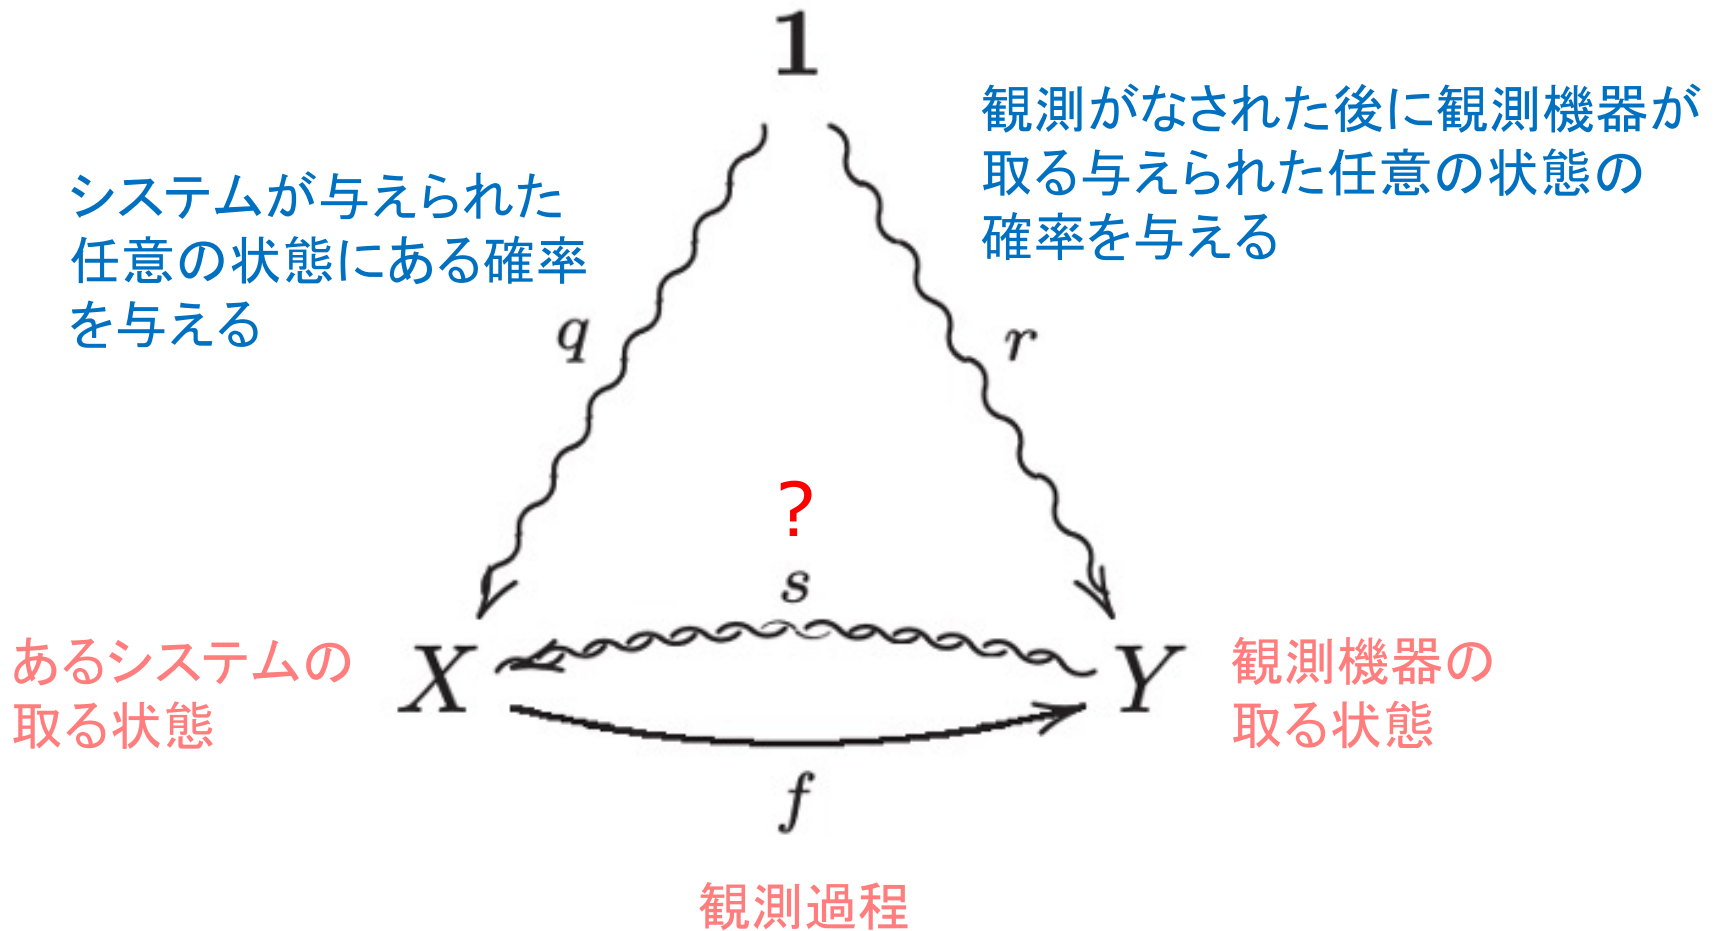 1
観測がなされた後に観測機器が
取る与えられた任意の状態の
確率を与える
システムが与えられた
任意の状態にある確率
を与える
q
r
?
s
あるシステムの
取る状態
X
Y
観測機器の
取る状態
f
観測過程